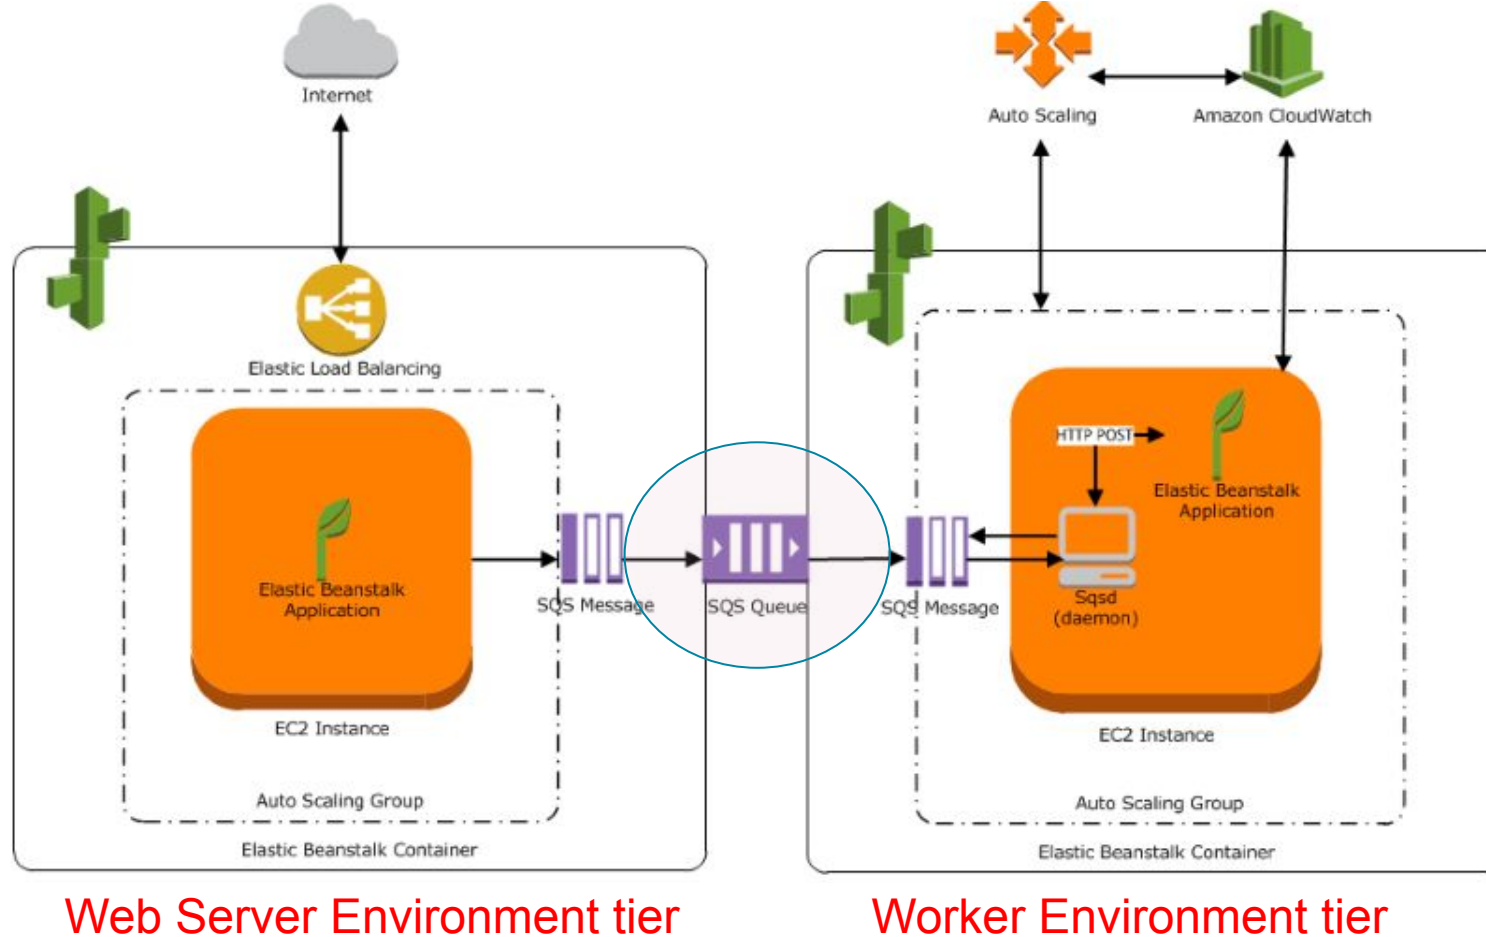 Internet
Auto Scaling
Amazon CloudWatch
Elastic Load Balancing
HTTP POST
Elastic Beanstalk
Application
Elastic Beanstalk
Application
SQS Message
SQS Queue
SQS Message
Sqsd
(daemon)
EC2 Instance
EC2 Instance
Auto Scaling Group
Auto Scaling Group
Elastic Beanstalk Container
Elastic Beanstalk Container
Web Server Environment tier
Worker Environment tier